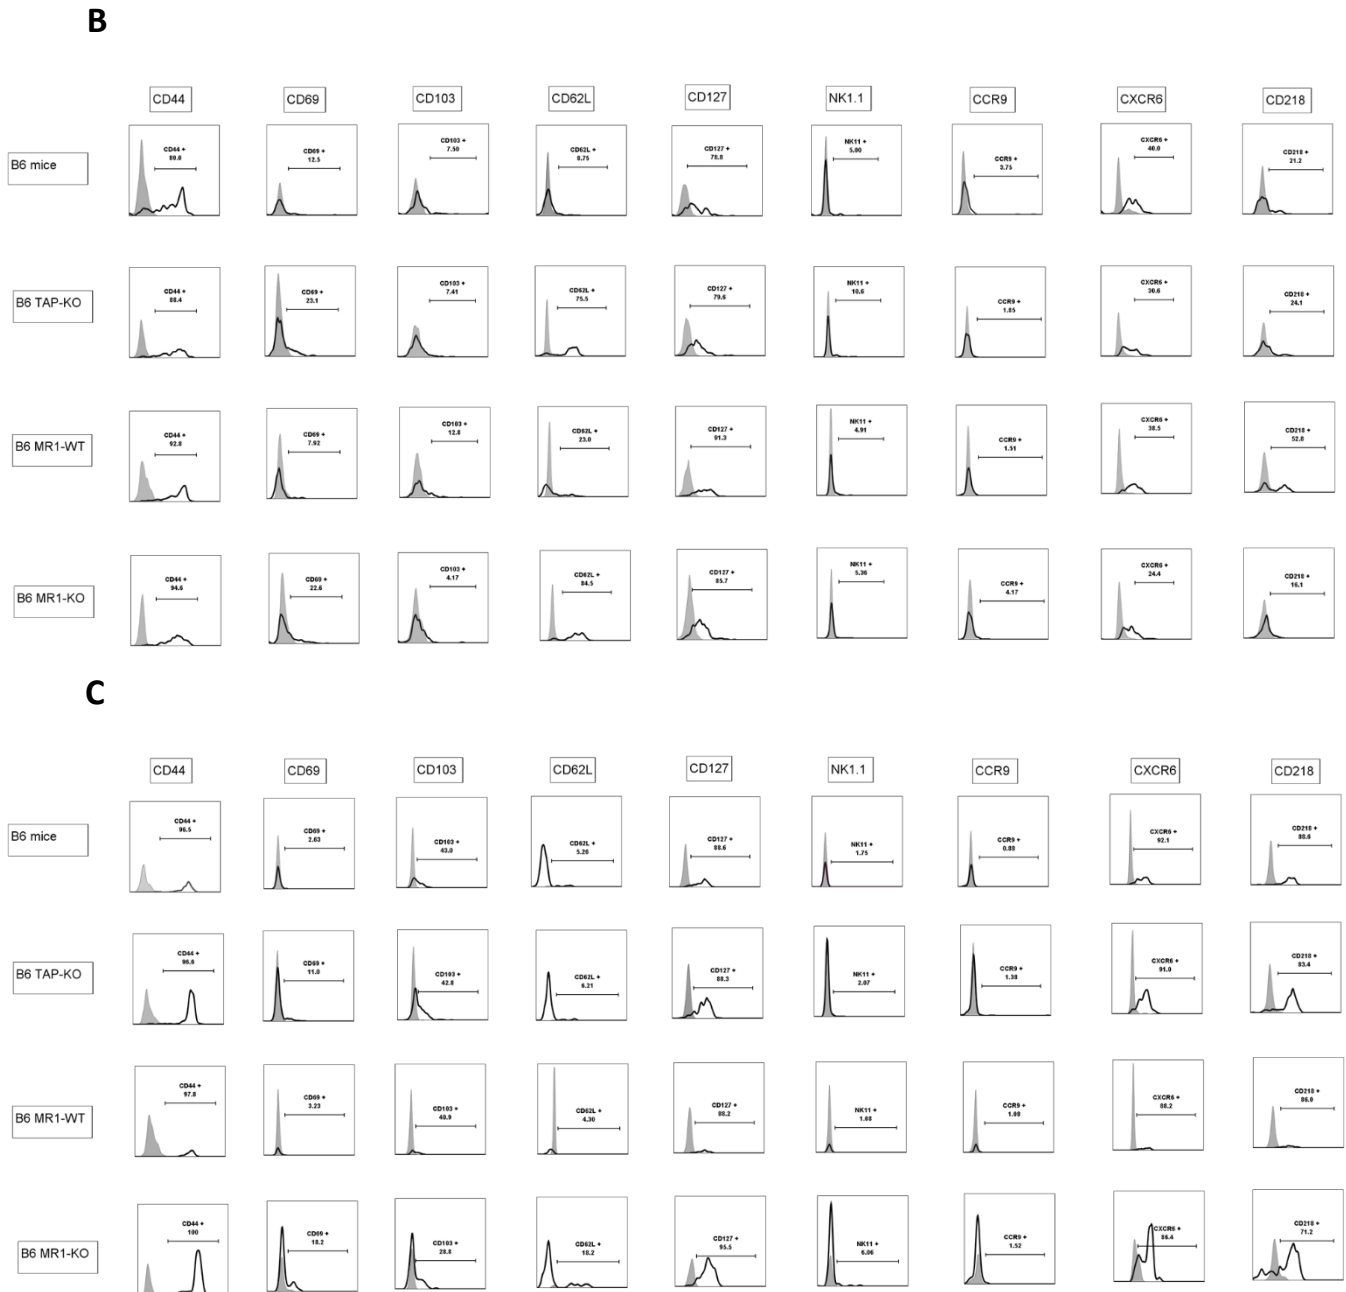 B
CD44 CD69 CD103 CD62L CD127 NK1.1 CCR9 CXCR6 CD218
B6 mice
CD44 + CD69 + CD103 + CD62L + CD127 + NK11 + CCR9 + CXCR6 + CD218 +
80.0 12.5 7.50 8.75 78.8 5.00 3.75 40.0 21.2
B6 TAP-KO
CD44 + CD69 + CD103 + CD62L + CD127 + NK11 + CCR9 + CXCR6 + CD218 +
88.4 23.1 7.41 75.5 79.6 10.6 1.85 30.6 24.1
B6 MR1-WT
CD44 + CD69 + CD103 + CD62L + CD127 + NK11 + CCR9 + CXCR6 + CD218 +
92.8 7.92 12.8 23.0 91.3 4.91 1.51 38.5 52.8
B6 MR1-KO
CD44 + CD69 + CD103 + CD62L + CD127 + NK11 + CCR9 + CXCR6 + CD218 +
94.6 22.6 4.17 84.5 85.7 5.36 4.17 24.4 16.1
C
CD44 CD69 CD103 CD62L CD127 NK1.1 CCR9 CXCR6 CD218
B6 mice
CD44 + CD69 + CD103 + CD62L + CD127 + NK11 + CCR9 + CXCR6 + CD218 +
96.5 2.63 43.0 5.26 88.6 1.75 0.88 92.1 88.6
B6 TAP-KO
CD44 + CD69 + CD103 + CD62L + CD127 + NK11 + CCR9 + CXCR6 + CD218 +
96.6 11.0 42.8 6.21 88.3 2.07 1.38 91.0 83.4
B6 MR1-WT
CD44 + CD69 + CD103 + CD62L + CD127 + NK11 + CCR9 + CXCR6 + CD218 +
97.8 3.23 40.9 4.30 88.2 1.08 1.08 88.2 86.0
B6 MR1-KO
CD44 + CD69 + CD103 + CD62L + CD127 + NK11 + CCR9 + CXCR6 + CD218 +
100 18.2 28.8 18.2 95.5 6.06 1.52 86.4 71.2